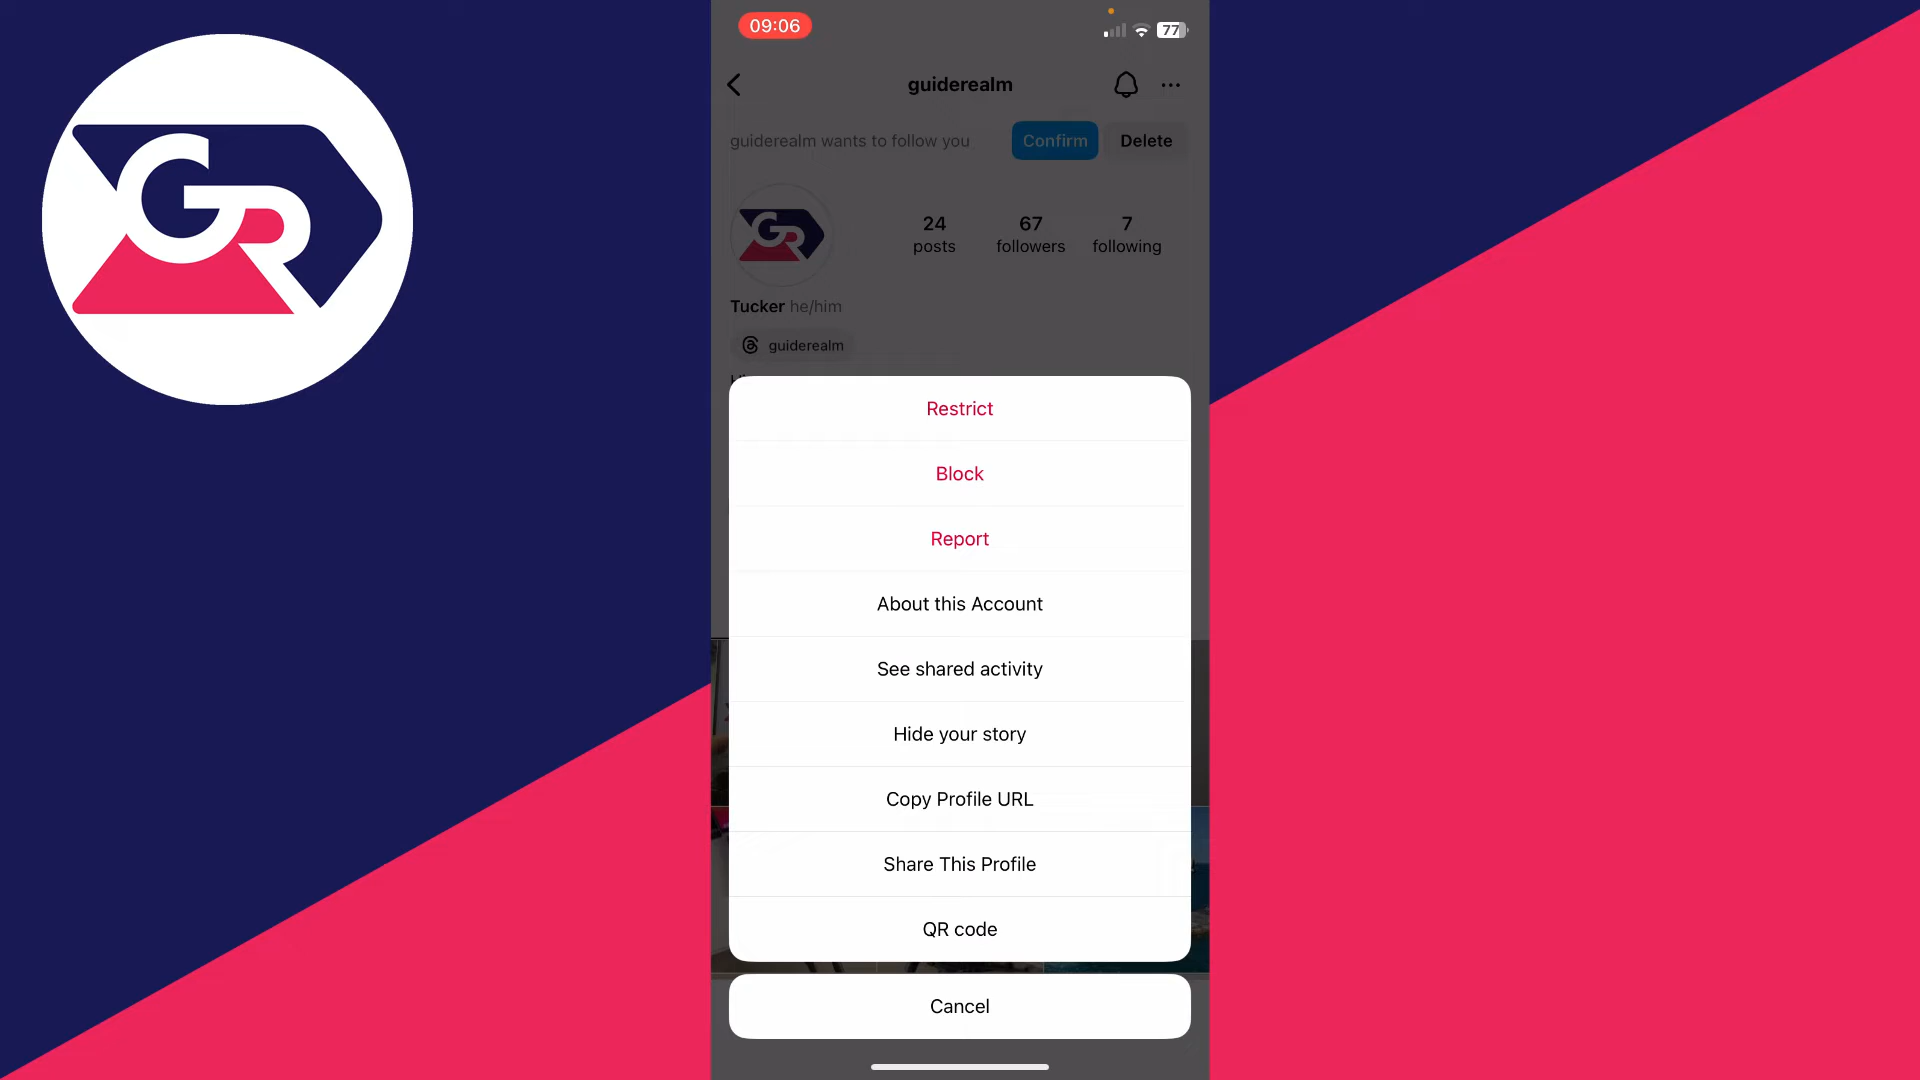 GR
09:06
77
guiderealm
guiderealm wants to follow you
Confirm
Delete
24
posts
67
followers
7
following
Tucker he/him
guiderealm
Restrict
Block
Report
About this Account
See shared activity
Hide your story
Copy Profile URL
Share This Profile
QR code
Cancel